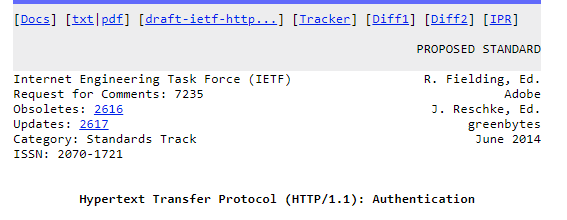 [Docs] [txt|pdf] [draft-ietf-http...] [Tracker] [Diff1] [Diff2] [IPR]
PROPOSED STANDARD
Internet Engineering Task Force (IETF) R. Fielding, Ed.
Request for Comments: 7235 Adobe
Obsoletes: 2616 J. Reschke, Ed.
Updates: 2617 greenbytes
Category: Standards Track June 2014
ISSN: 2070-1721
Hypertext Transfer Protocol (HTTP/1.1): Authentication